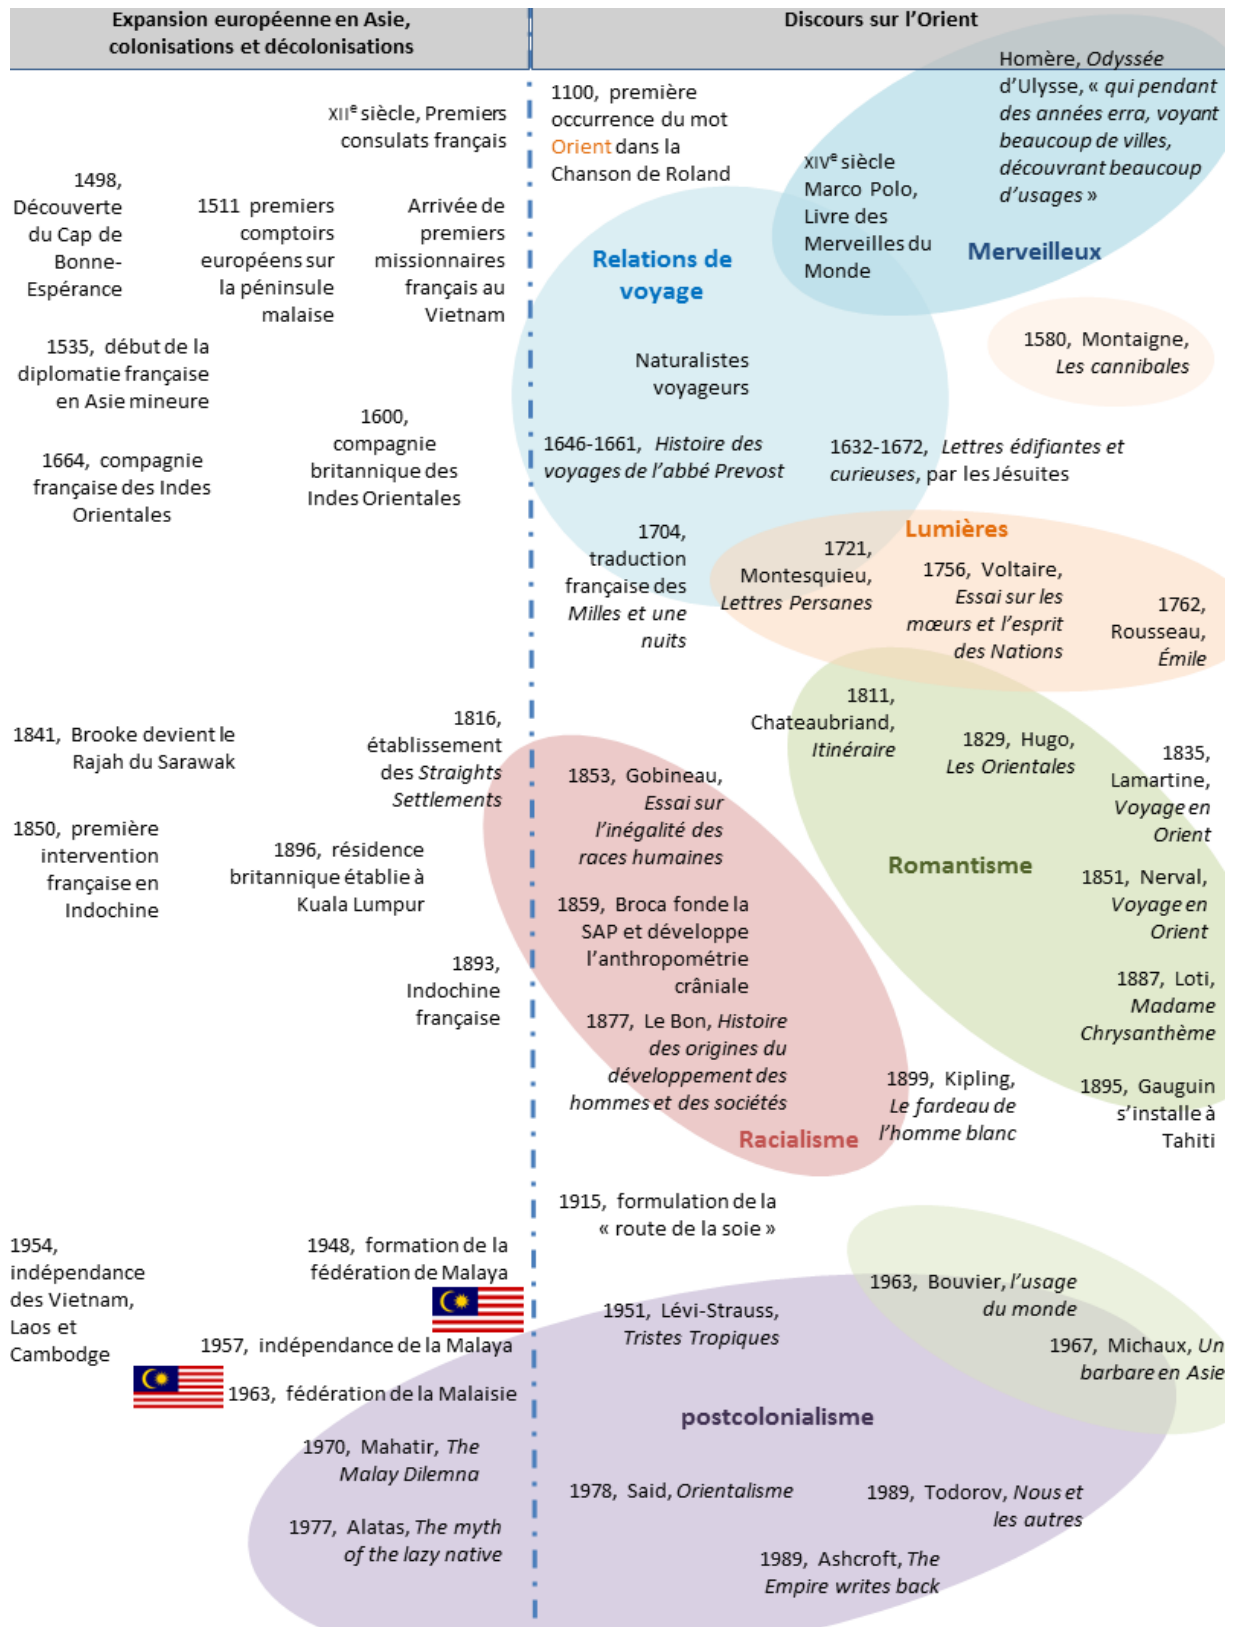 Expansion européenne en Asie,
colonisations et décolonisations
Discours sur l'Orient
XIIe siècle, Premiers
consulats français
1498,
Découverte
du Cap de
Bonne-
Espérance
1511 premiers
comptoirs
européens sur
la péninsule
malaise
Arrivée de
premiers
missionnaires
français au
Vietnam
1535, début de la
diplomatie française
en Asie mineure
1600,
compagnie
britannique des
Indes Orientales
1664, compagnie
française des Indes
Orientales
1841, Brooke devient le
Rajah du Sarawak
1816,
établissement
des Straights
Settlements
1850, première
intervention
française en
Indochine
1896, résidence
britannique établie à
Kuala Lumpur
1893,
Indochine
française
1954,
indépendance
des Vietnam,
Laos et
Cambodge
1948, formation de la
fédération de Malaya
1957, indépendance de la Malaya
1963, fédération de la Malaisie
1970, Mahatir, The
Malay Dilemna
1977, Alatas, The myth
of the lazy native
1100, première
occurrence du mot
Orient dans la
Chanson de Roland
Homère, Odyssée
d'Ulysse, « qui pendant
des années erra, voyant
beaucoup de villes,
découvrant beaucoup
d'usages »
XIVe siècle
Marco Polo,
Livre des
Merveilles du
Monde
Merveilleux
Relations de
voyage
1580, Montaigne,
Les cannibales
Naturalistes
voyageurs
1646-1661, Histoire des
voyages de l'abbé Prevost
1632-1672, Lettres édifiantes et
curieuses, par les Jésuites
Lumières
1704,
traduction
française des
Milles et une
nuits
1721,
Montesquieu,
Lettres Persanes
1756, Voltaire,
Essai sur les
mœurs et l'esprit
des Nations
1762,
Rousseau,
Émile
1811,
Chateaubriand,
Itinéraire
1829, Hugo,
Les Orientales
1835,
Lamartine,
Voyage en
Orient
1853, Gobineau,
Essai sur
l'inégalité des
races humaines
Romantisme
1851, Nerval,
Voyage en
Orient
1859, Broca fonde la
SAP et développe
l'anthropométrie
crâniale
1887, Loti,
Madame
Chrysanthème
1877, Le Bon, Histoire
des origines du
développement des
hommes et des sociétés
1899, Kipling,
Le fardeau de
l'homme blanc
1895, Gauguin
s'installe à
Tahiti
Racialisme
1915, formulation de la
« route de la soie »
1951, Lévi-Strauss,
Tristes Tropiques
1963, Bouvier, l'usage
du monde
1967, Michaux, Un
barbare en Asie
postcolonialisme
1978, Said, Orientalisme
1989, Todorov, Nous et
les autres
1989, Ashcroft, The
Empire writes back